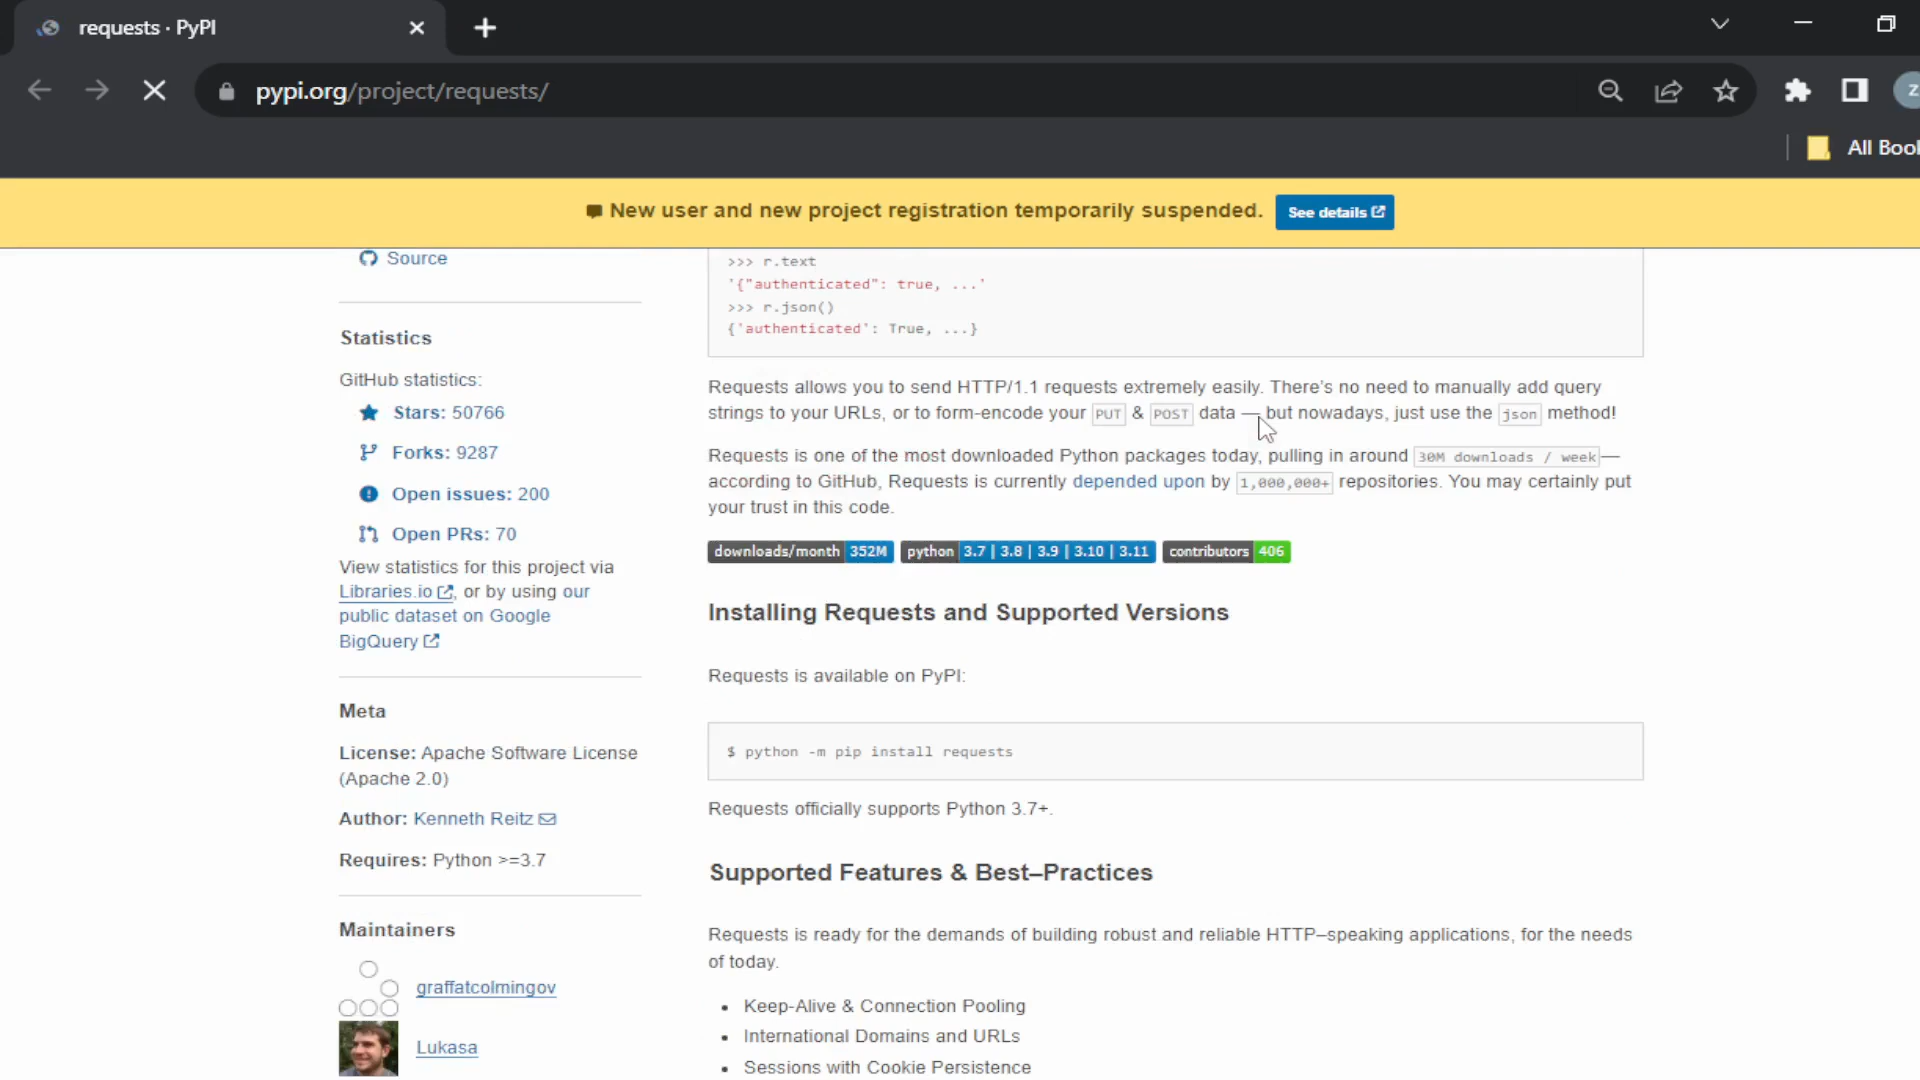 requests · PyPI
pypi.org/project/requests/
Z
All Book
New user and new project registration temporarily suspended. See details
Source
Statistics
GitHub statistics:
Stars: 50766
Forks: 9287
Open issues: 200
Open PRs: 70
View statistics for this project via
Libraries.io, or by using our
public dataset on Google
BigQuery
Meta
License: Apache Software License
(Apache 2.0)
Author: Kenneth Reitz
Requires: Python >=3.7
Maintainers
graffatcolmingov
Lukasa
>>> r.text
'{"authenticated": true, ...'
>>> r.json()
{'authenticated': True, ...}
Requests allows you to send HTTP/1.1 requests extremely easily. There's no need to manually add query
strings to your URLs, or to form-encode your PUT & POST data — but nowadays, just use the json method!
Requests is one of the most downloaded Python packages today, pulling in around 30M downloads / week—
according to GitHub, Requests is currently depended upon by 1,000,000+ repositories. You may certainly put
your trust in this code.
downloads/month 352M python 3.7 | 3.8 | 3.9 | 3.10 | 3.11 contributors 406
Installing Requests and Supported Versions
Requests is available on PyPI:
$ python -m pip install requests
Requests officially supports Python 3.7+.
Supported Features & Best–Practices
Requests is ready for the demands of building robust and reliable HTTP–speaking applications, for the needs
of today.
• Keep-Alive & Connection Pooling
• International Domains and URLs
• Sessions with Cookie Persistence